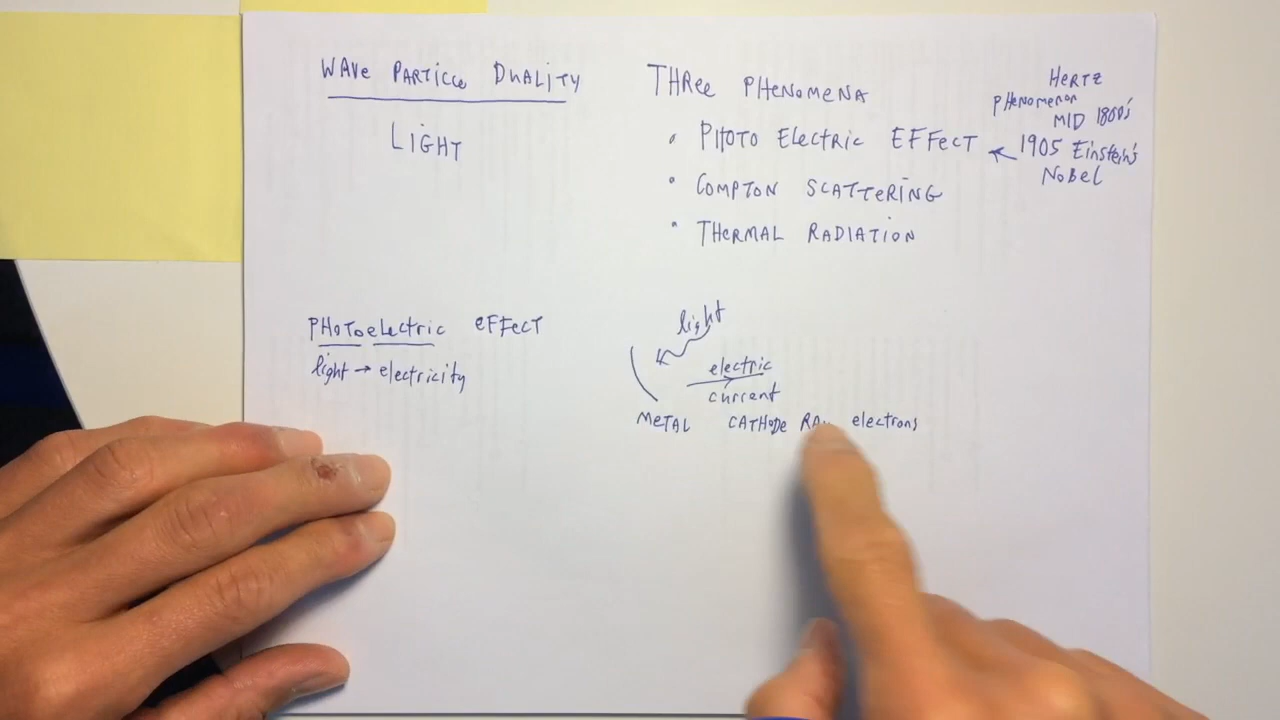 WAVE PARTICLE DUALITY
LIGHT
THREE PHENOMENA
• PHOTO ELECTRIC EFFECT
• COMPTON SCATTERING
• THERMAL RADIATION
HERTZ
PHENOMENON
MID 1800's
1905 Einstein's
NOBEL
PHOTOELECTRIC EFFECT
light → electricity
light
electric
current
METAL CATHODE electrons